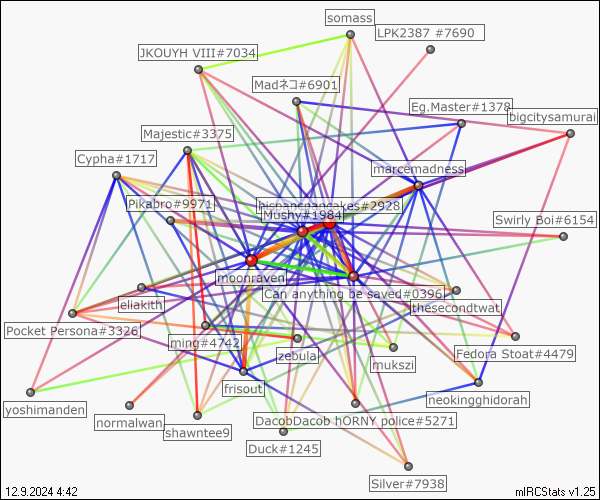 somass
LPK2387 #7690
JKOUYH VIII#7034
Madネコ#6901
Eg.Master#1378
bigcitysamurai
Majestic#3375
Cypha#1717
marcemadness
Pikabro#9971
hispanicpancakes#2928
Mushy#1984
Swirly Boi#6154
moonraven
Can anything be saved#0396
eliakith
thesecondtwat
Pocket Persona#3326
ming#4742
zebula
mukszi
Fedora Stoat#4479
frisout
neokingghidorah
yoshimanden
normalwan
shawntee9
DacobDacob hORNY police#5271
Duck#1245
Silver#7938
12.9.2024 4:42
mIRCStats v1.25